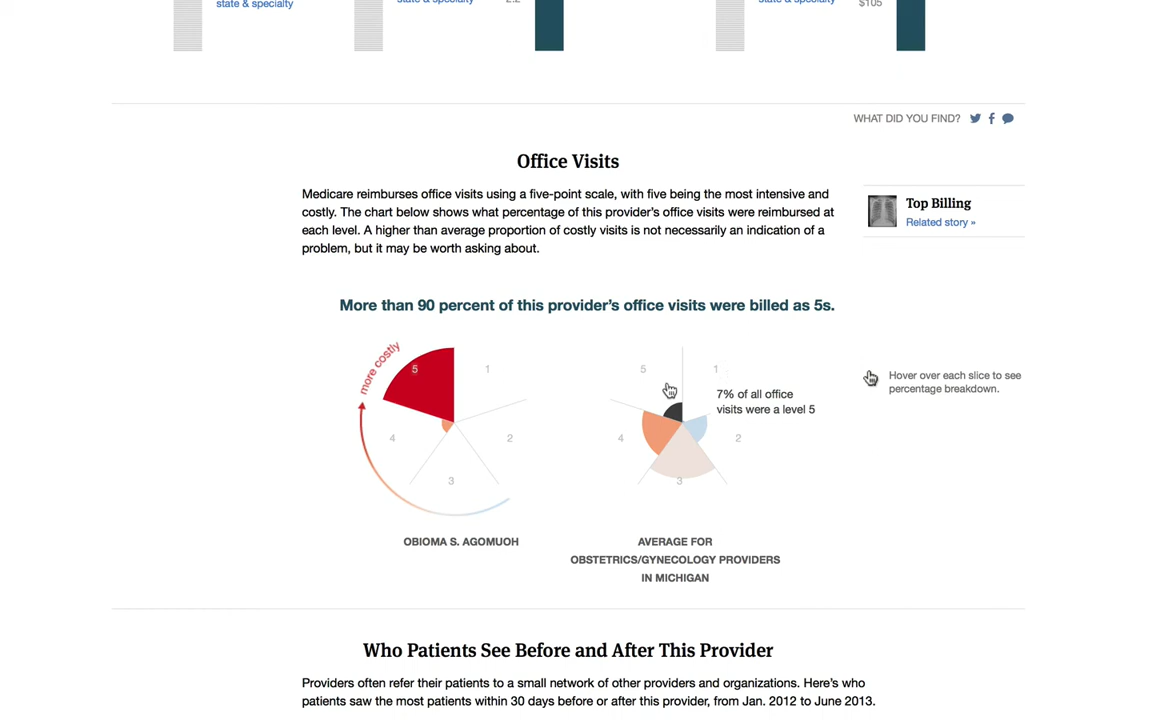 state & specialty
state & specialty
2.2
state & specialty
$105
WHAT DID YOU FIND?
Office Visits
Medicare reimburses office visits using a five-point scale, with five being the most intensive and
costly. The chart below shows what percentage of this provider's office visits were reimbursed at
each level. A higher than average proportion of costly visits is not necessarily an indication of a
problem, but it may be worth asking about.
Top Billing
Related story »
More than 90 percent of this provider's office visits were billed as 5s.
more costly
5
1
4
2
3
5
1
7% of all office
visits were a level 5
4
2
3
Hover over each slice to see
percentage breakdown.
OBIOMA S. AGOMUOH
AVERAGE FOR
OBSTETRICS/GYNECOLOGY PROVIDERS
IN MICHIGAN
Who Patients See Before and After This Provider
Providers often refer their patients to a small network of other providers and organizations. Here's who
patients saw the most patients within 30 days before or after this provider, from Jan. 2012 to June 2013.